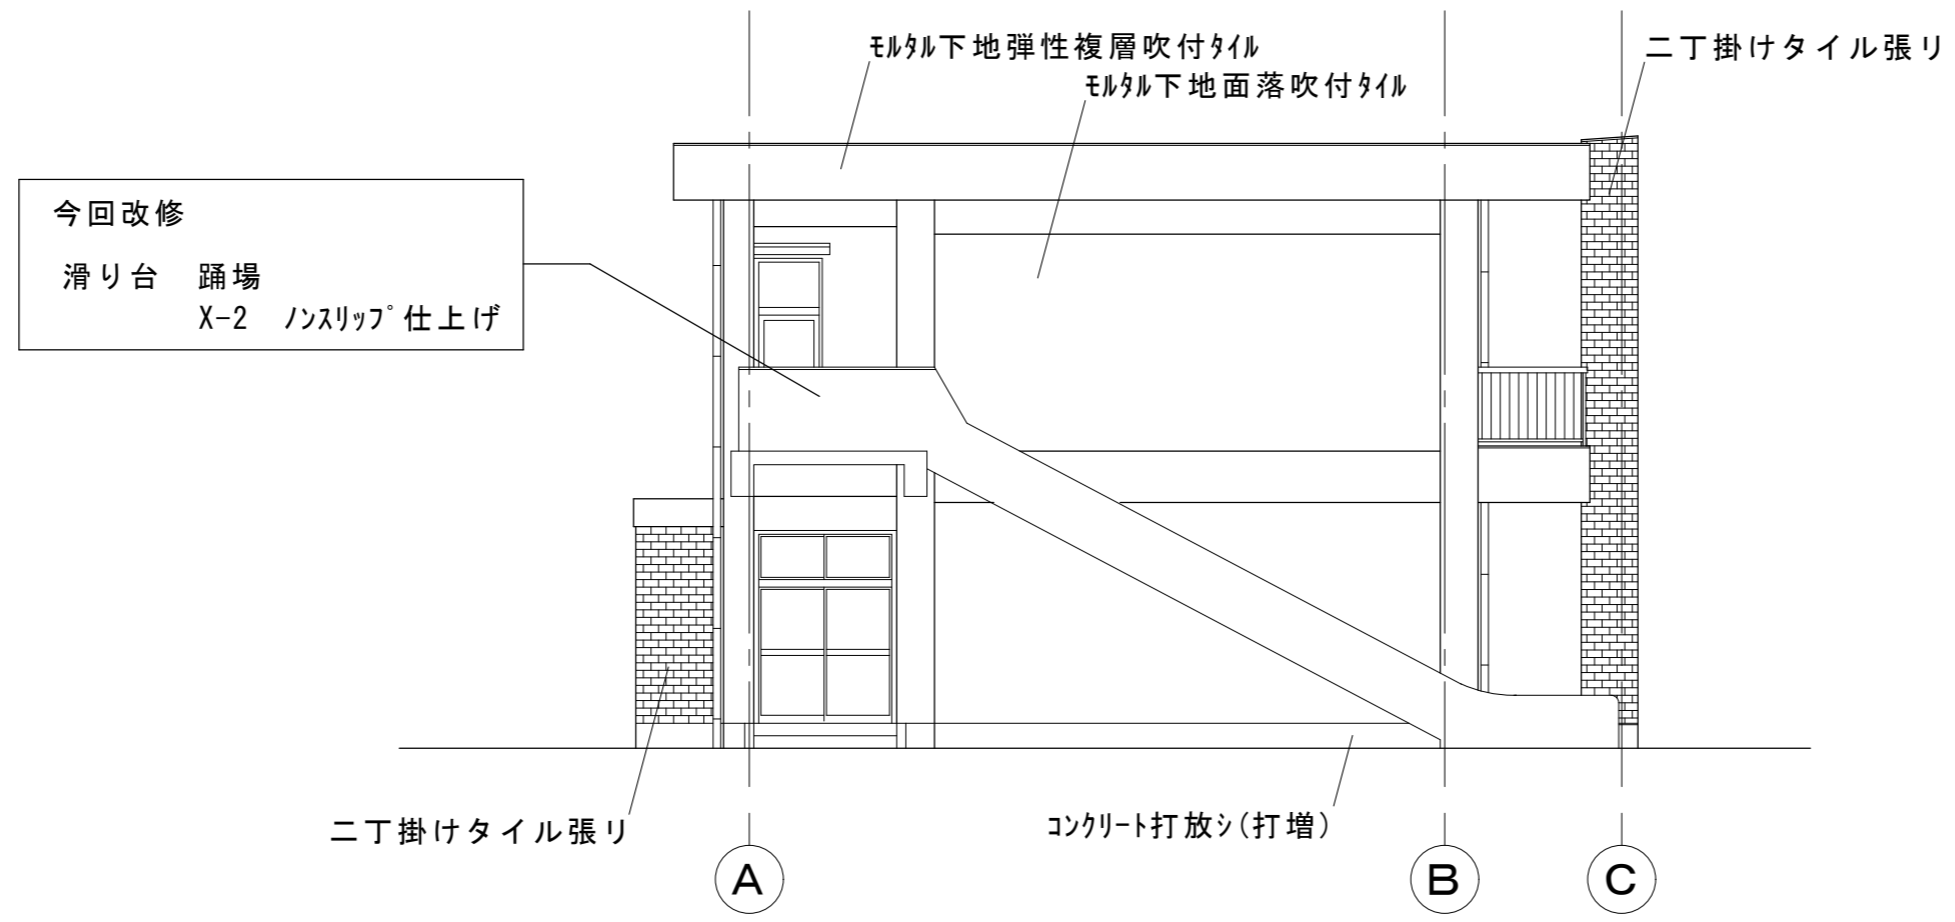 ﾓﾙﾀﾙ下地弾性複層吹付ﾀｲﾙ
二丁掛けタイル張リ
ﾓﾙﾀﾙ下地面落吹付ﾀｲﾙ
今回改修
滑り台 踊場
X-2 ﾉﾝｽﾘｯﾌﾟ仕上げ
二丁掛けタイル張リ
ｺﾝｸﾘｰﾄ打放ｼ(打増)
A
B
C